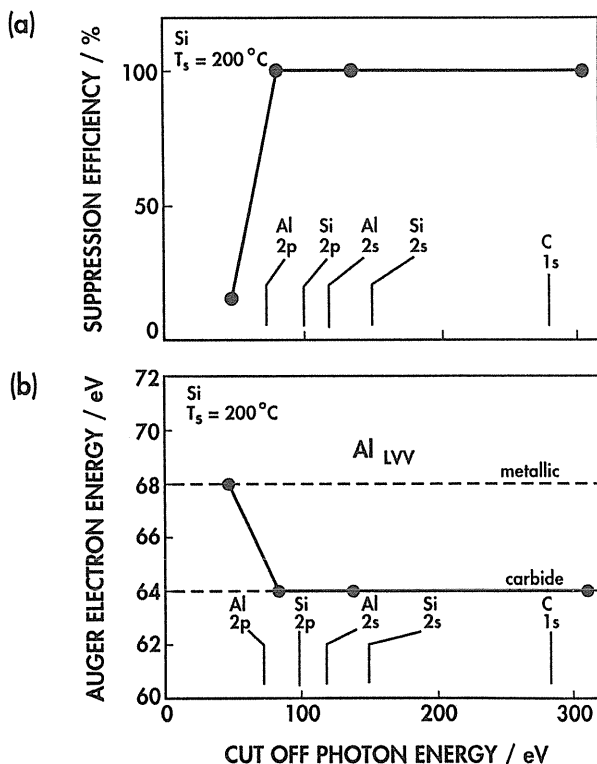 (a)
SUPPRESSION EFFICIENCY / %
Si
Ts = 200 °C
100
50
0
Al
2p
Si
2p
Al
2s
Si
2s
C
1s
(b)
AUGER ELECTRON ENERGY / eV
72
70
68
66
64
62
60
Si
Ts = 200 °C
Al LVV
metallic
carbide
Al
2p
Si
2p
Al
2s
Si
2s
C
1s
0
100
200
300
CUT OFF PHOTON ENERGY / eV